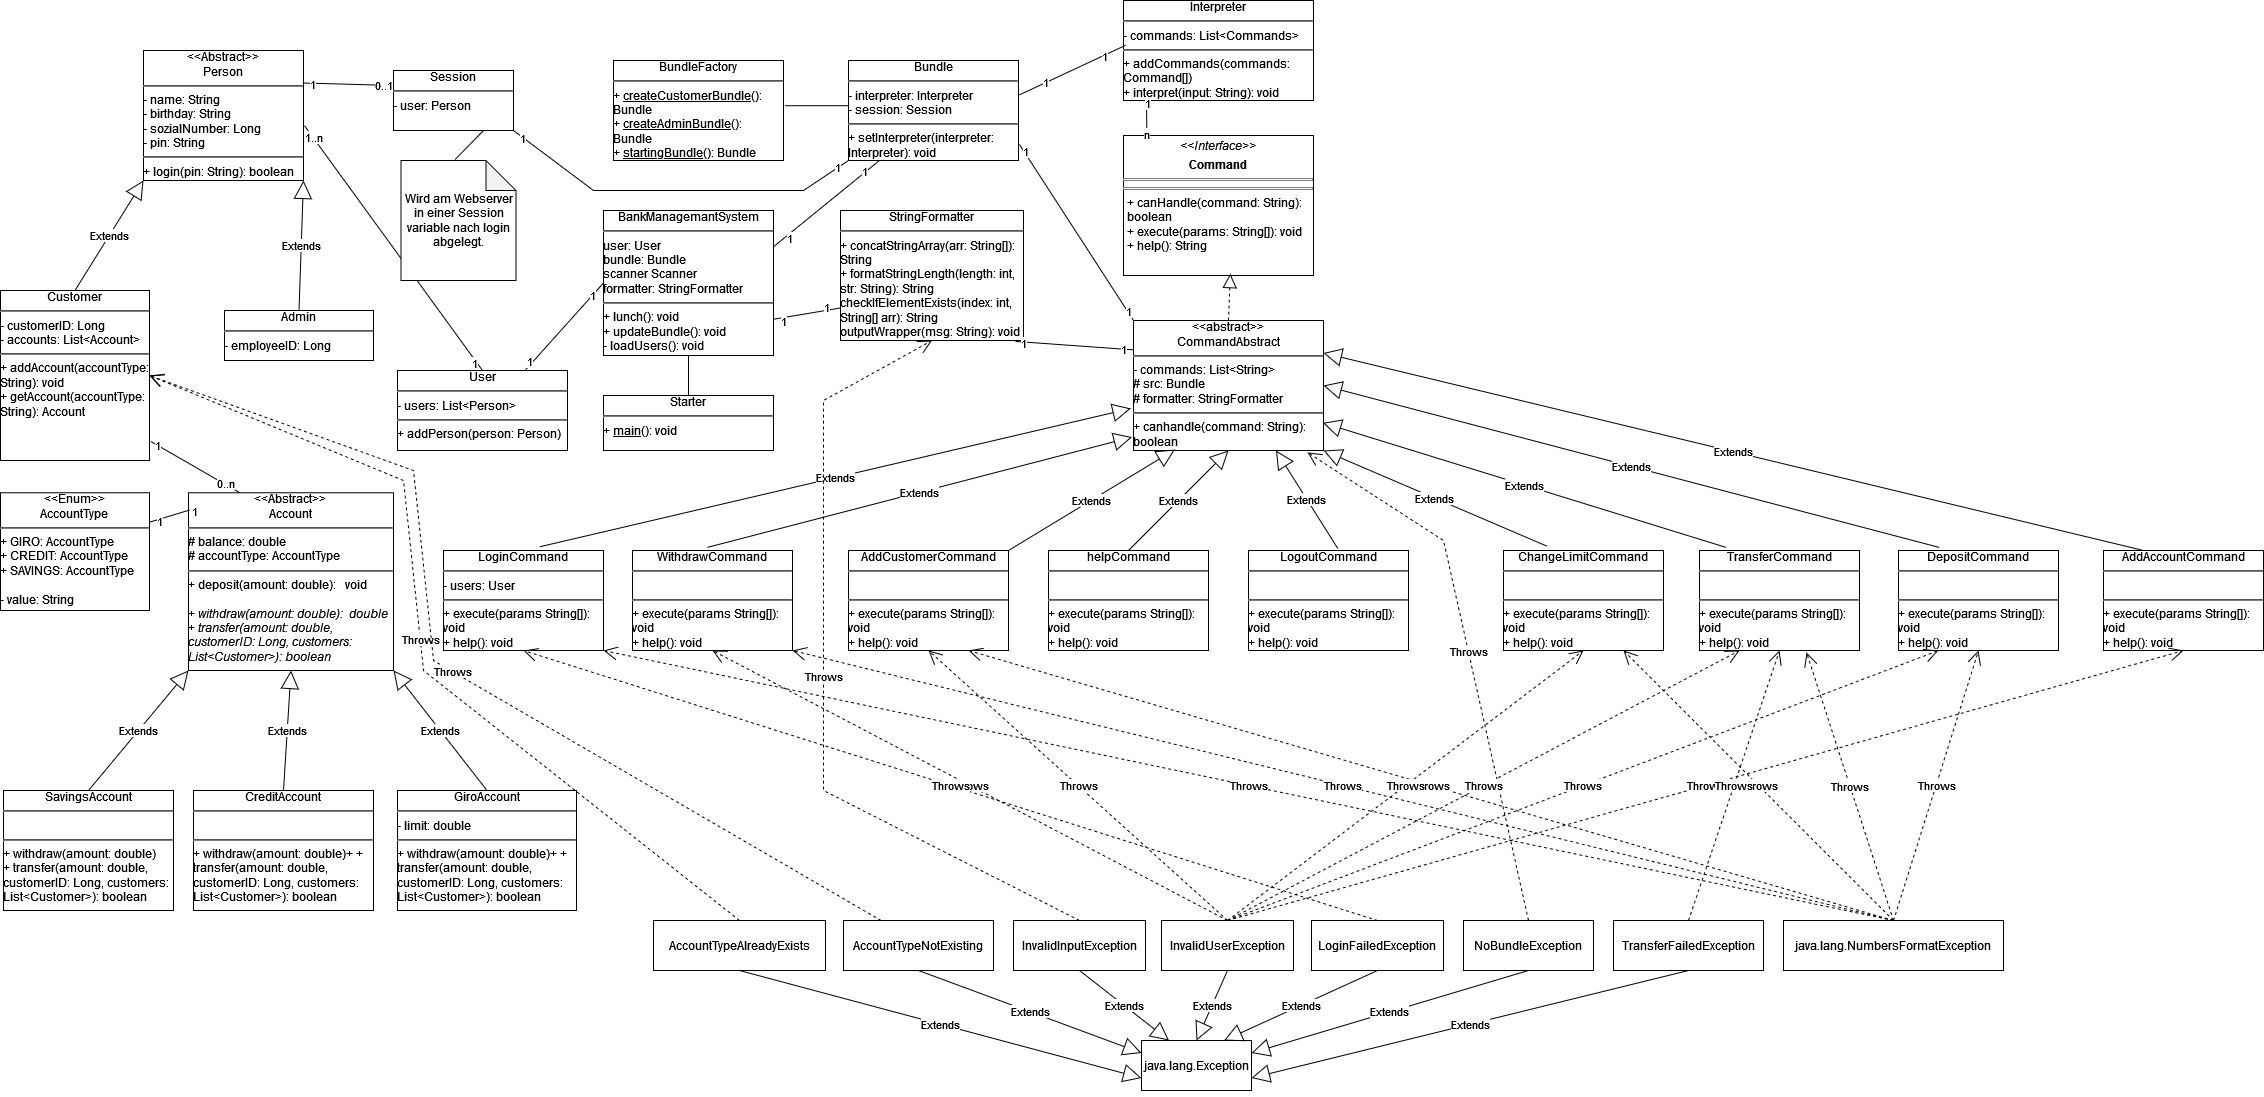 Interpreter
- commands: List<Commands>
+ addCommands(commands:
Command[])
+ interpret(input: String): void
<<Abstract>>
Person
- name: String
- birthday: String
- sozialNumber: Long
- pin: String
+ login(pin: String): boolean
1
0..1
1..n
Session
- user: Person
1
BundleFactory
+ createCustomerBundle():
Bundle
+ createAdminBundle():
Bundle
+ startingBundle(): Bundle
Bundle
- interpreter: Interpreter
- session: Session
+ setInterpreter(interpreter:
Interpreter): void
1
1
1
1
1
1
n
<<Interface>>
Command
+ canHandle(command: String):
boolean
+ execute(params: String[]): void
+ help(): String
Wird am Webserver
in einer Session
variable nach login
abgelegt.
BankManagemantSystem
user: User
bundle: Bundle
scanner Scanner
formatter: StringFormatter
+ lunch(): void
+ updateBundle(): void
- loadUsers(): void
1
1
1
1
StringFormatter
+ concatStringArray(arr: String[]):
String
+ formatStringLength(length: int,
str: String): String
checkIfElementExists(index: int,
String[] arr): String
outputWrapper(msg: String): void
1
1
1
Extends
Extends
Customer
- customerID: Long
- accounts: List<Account>
+ addAccount(accountType:
String): void
+ getAccount(accountType:
String): Account
1
0..n
Admin
- employeeID: Long
User
- users: List<Person>
+ addPerson(person: Person)
1
1
Starter
+ main(): void
<<abstract>>
CommandAbstract
- commands: List<String>
# src: Bundle
# formatter: StringFormatter
+ canhandle(command: String):
boolean
<<Enum>>
AccountType
+ GIRO: AccountType
+ CREDIT: AccountType
+ SAVINGS: AccountType
- value: String
1
1
<<Abstract>>
Account
# balance: double
# accountType: AccountType
+ deposit(amount: double): void
+ withdraw(amount: double): double
+ transfer(amount: double,
customerID: Long, customers:
List<Customer>): boolean
Extends
Extends
Extends
Extends
Extends
Extends
Extends
Extends
Extends
LoginCommand
- users: User
+ execute(params String[]):
void
+ help(): void
WithdrawCommand
+ execute(params String[]):
void
+ help(): void
AddCustomerCommand
+ execute(params String[]):
void
+ help(): void
helpCommand
+ execute(params String[]):
void
+ help(): void
LogoutCommand
+ execute(params String[]):
void
+ help(): void
ChangeLimitCommand
+ execute(params String[]):
void
+ help(): void
TransferCommand
+ execute(params String[]):
void
+ help(): void
DepositCommand
+ execute(params String[]):
void
+ help(): void
AddAccountCommand
+ execute(params String[]):
void
+ help(): void
Throws
Throws
Throws
Throws
Extends
Extends
Extends
Throws
Throws
Throws
Throws
Throws
Throws
Throws
Throws
Throws
SavingsAccount
+ withdraw(amount: double)
+ transfer(amount: double,
customerID: Long, customers:
List<Customer>): boolean
CreditAccount
+ withdraw(amount: double)+ +
transfer(amount: double,
customerID: Long, customers:
List<Customer>): boolean
GiroAccount
- limit: double
+ withdraw(amount: double)+ +
transfer(amount: double,
customerID: Long, customers:
List<Customer>): boolean
AccountTypeAlreadyExists
AccountTypeNotExisting
InvalidInputException
InvalidUserException
LoginFailedException
NoBundleException
TransferFailedException
java.lang.NumbersFormatException
Extends
Extends
Extends
Extends
Extends
Extends
Extends
java.lang.Exception